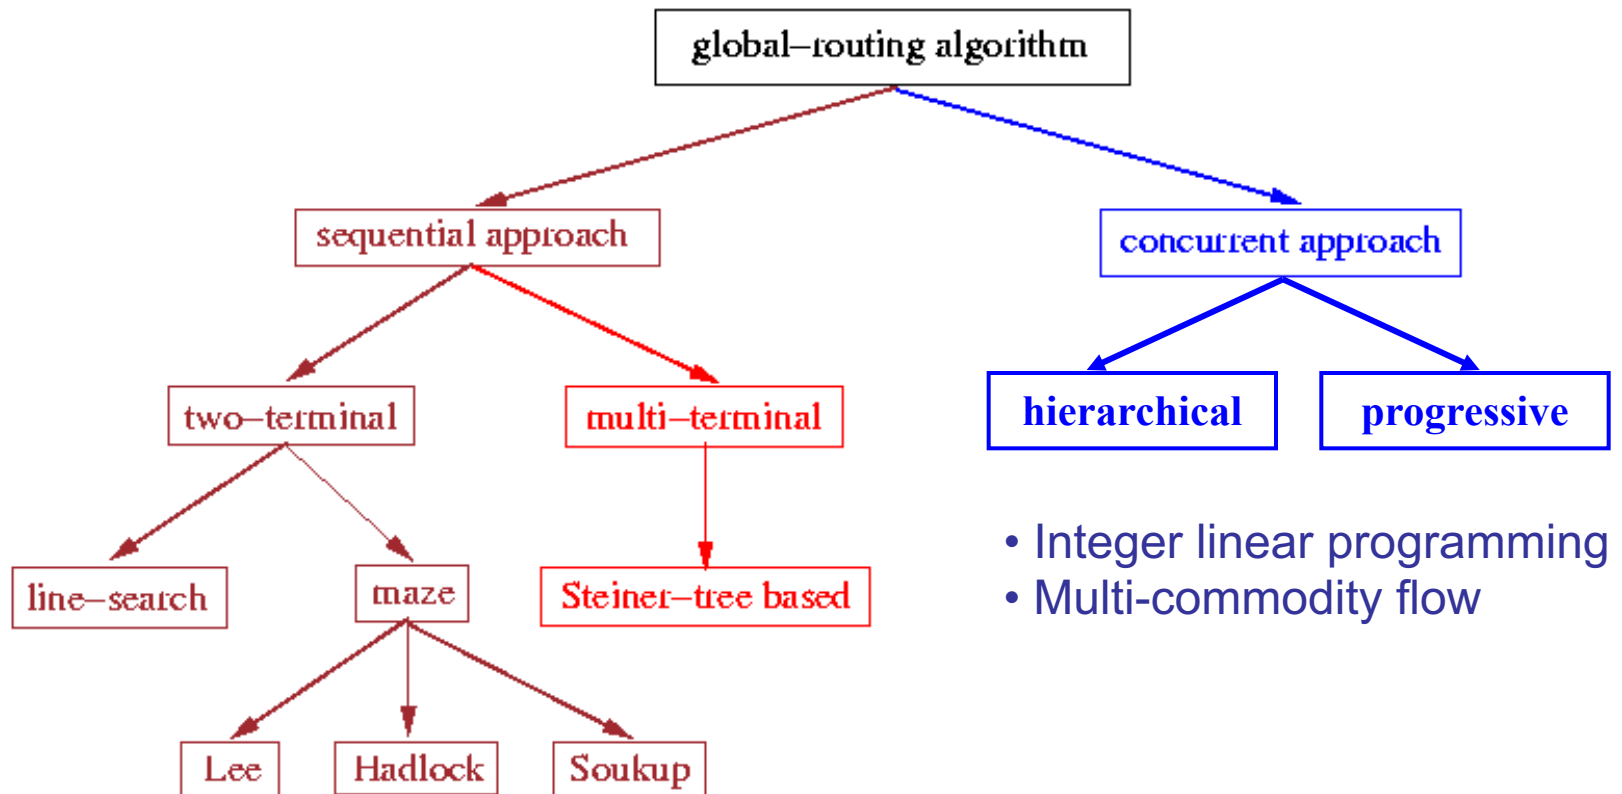 global–routing algorithm
sequential approach
concurrent approach
two–terminal
multi–terminal
hierarchical
progressive
• Integer linear programming
• Multi-commodity flow
line–search
maze
Steiner–tree based
Lee
Hadlock
Soukup